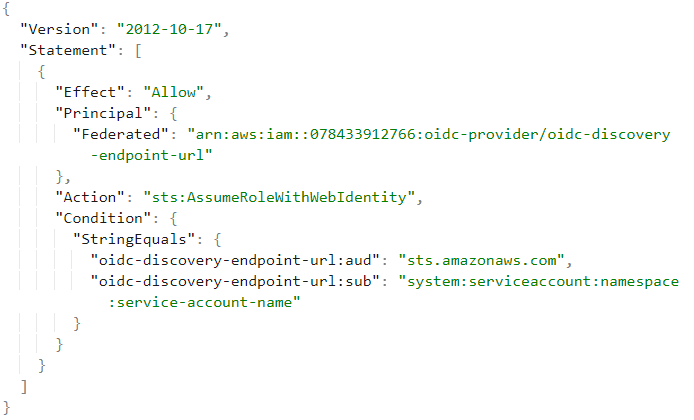 {
"Version": "2012-10-17",
"Statement": [
{
"Effect": "Allow",
"Principal": {
"Federated": "arn:aws:iam::078433912766:oidc-provider/oidc-discovery
-endpoint-url"
},
"Action": "sts:AssumeRoleWithWebIdentity",
"Condition": {
"StringEquals": {
"oidc-discovery-endpoint-url:aud": "sts.amazonaws.com",
"oidc-discovery-endpoint-url:sub": "system:serviceaccount:namespace
:service-account-name"
}
}
}
]
}